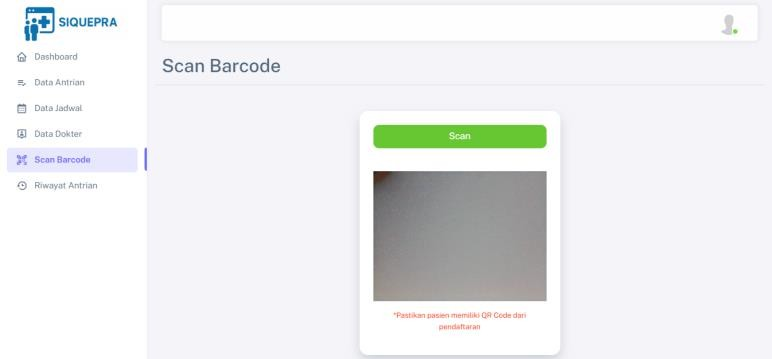 SIQUEPRA
Dashboard
Data Antrian
Data Jadwal
Data Dokter
Scan Barcode
Riwayat Antrian
Scan Barcode
Scan
*Pastikan pasien memiliki QR Code dari
pendaftaran